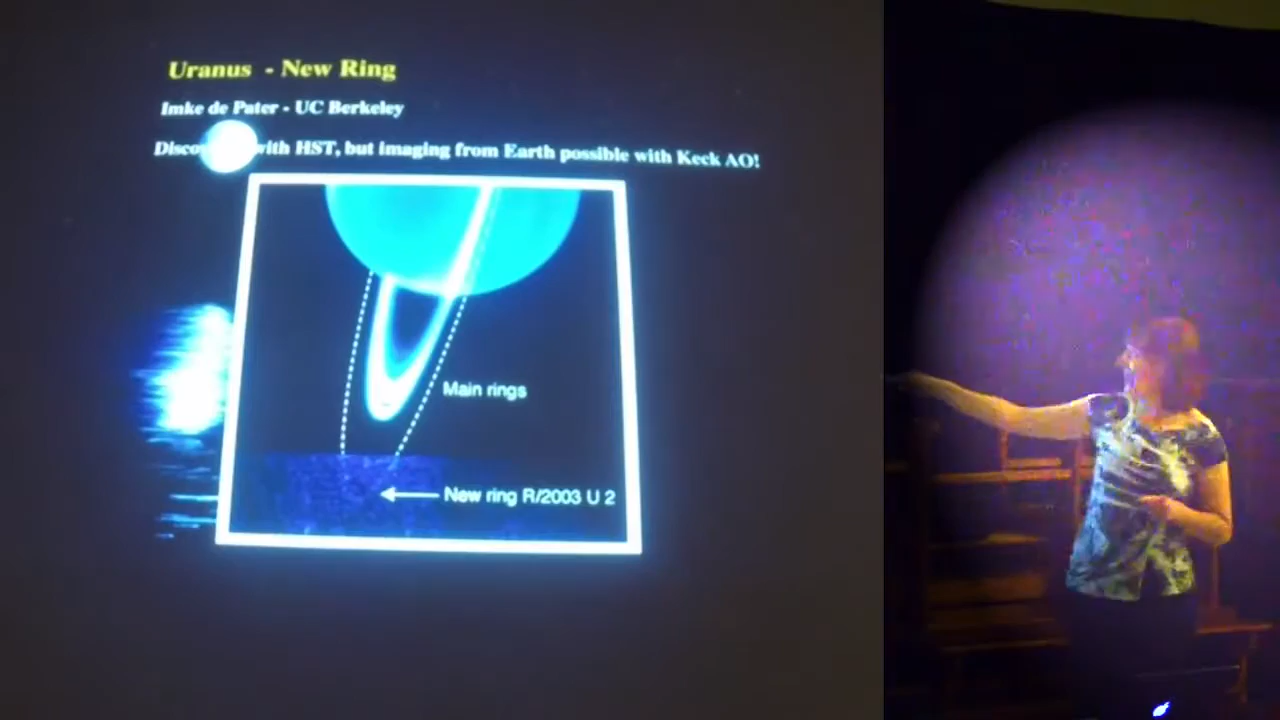 Uranus - New Ring
Imke de Pater - UC Berkeley
with HST, but imaging from Earth possible with Keck AO!
Main rings
New ring R/2003 U 2